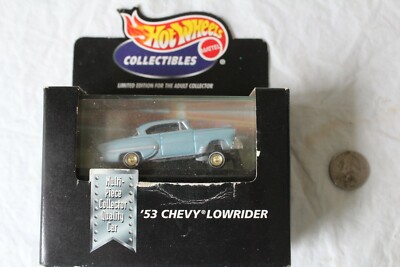 Hot Wheels
MATTEL
COLLECTIBLES
LIMITED EDITION FOR THE ADULT COLLECTOR
Multi-
Piece
Collector
Quality
Car
'53 CHEVY® LOWRIDER